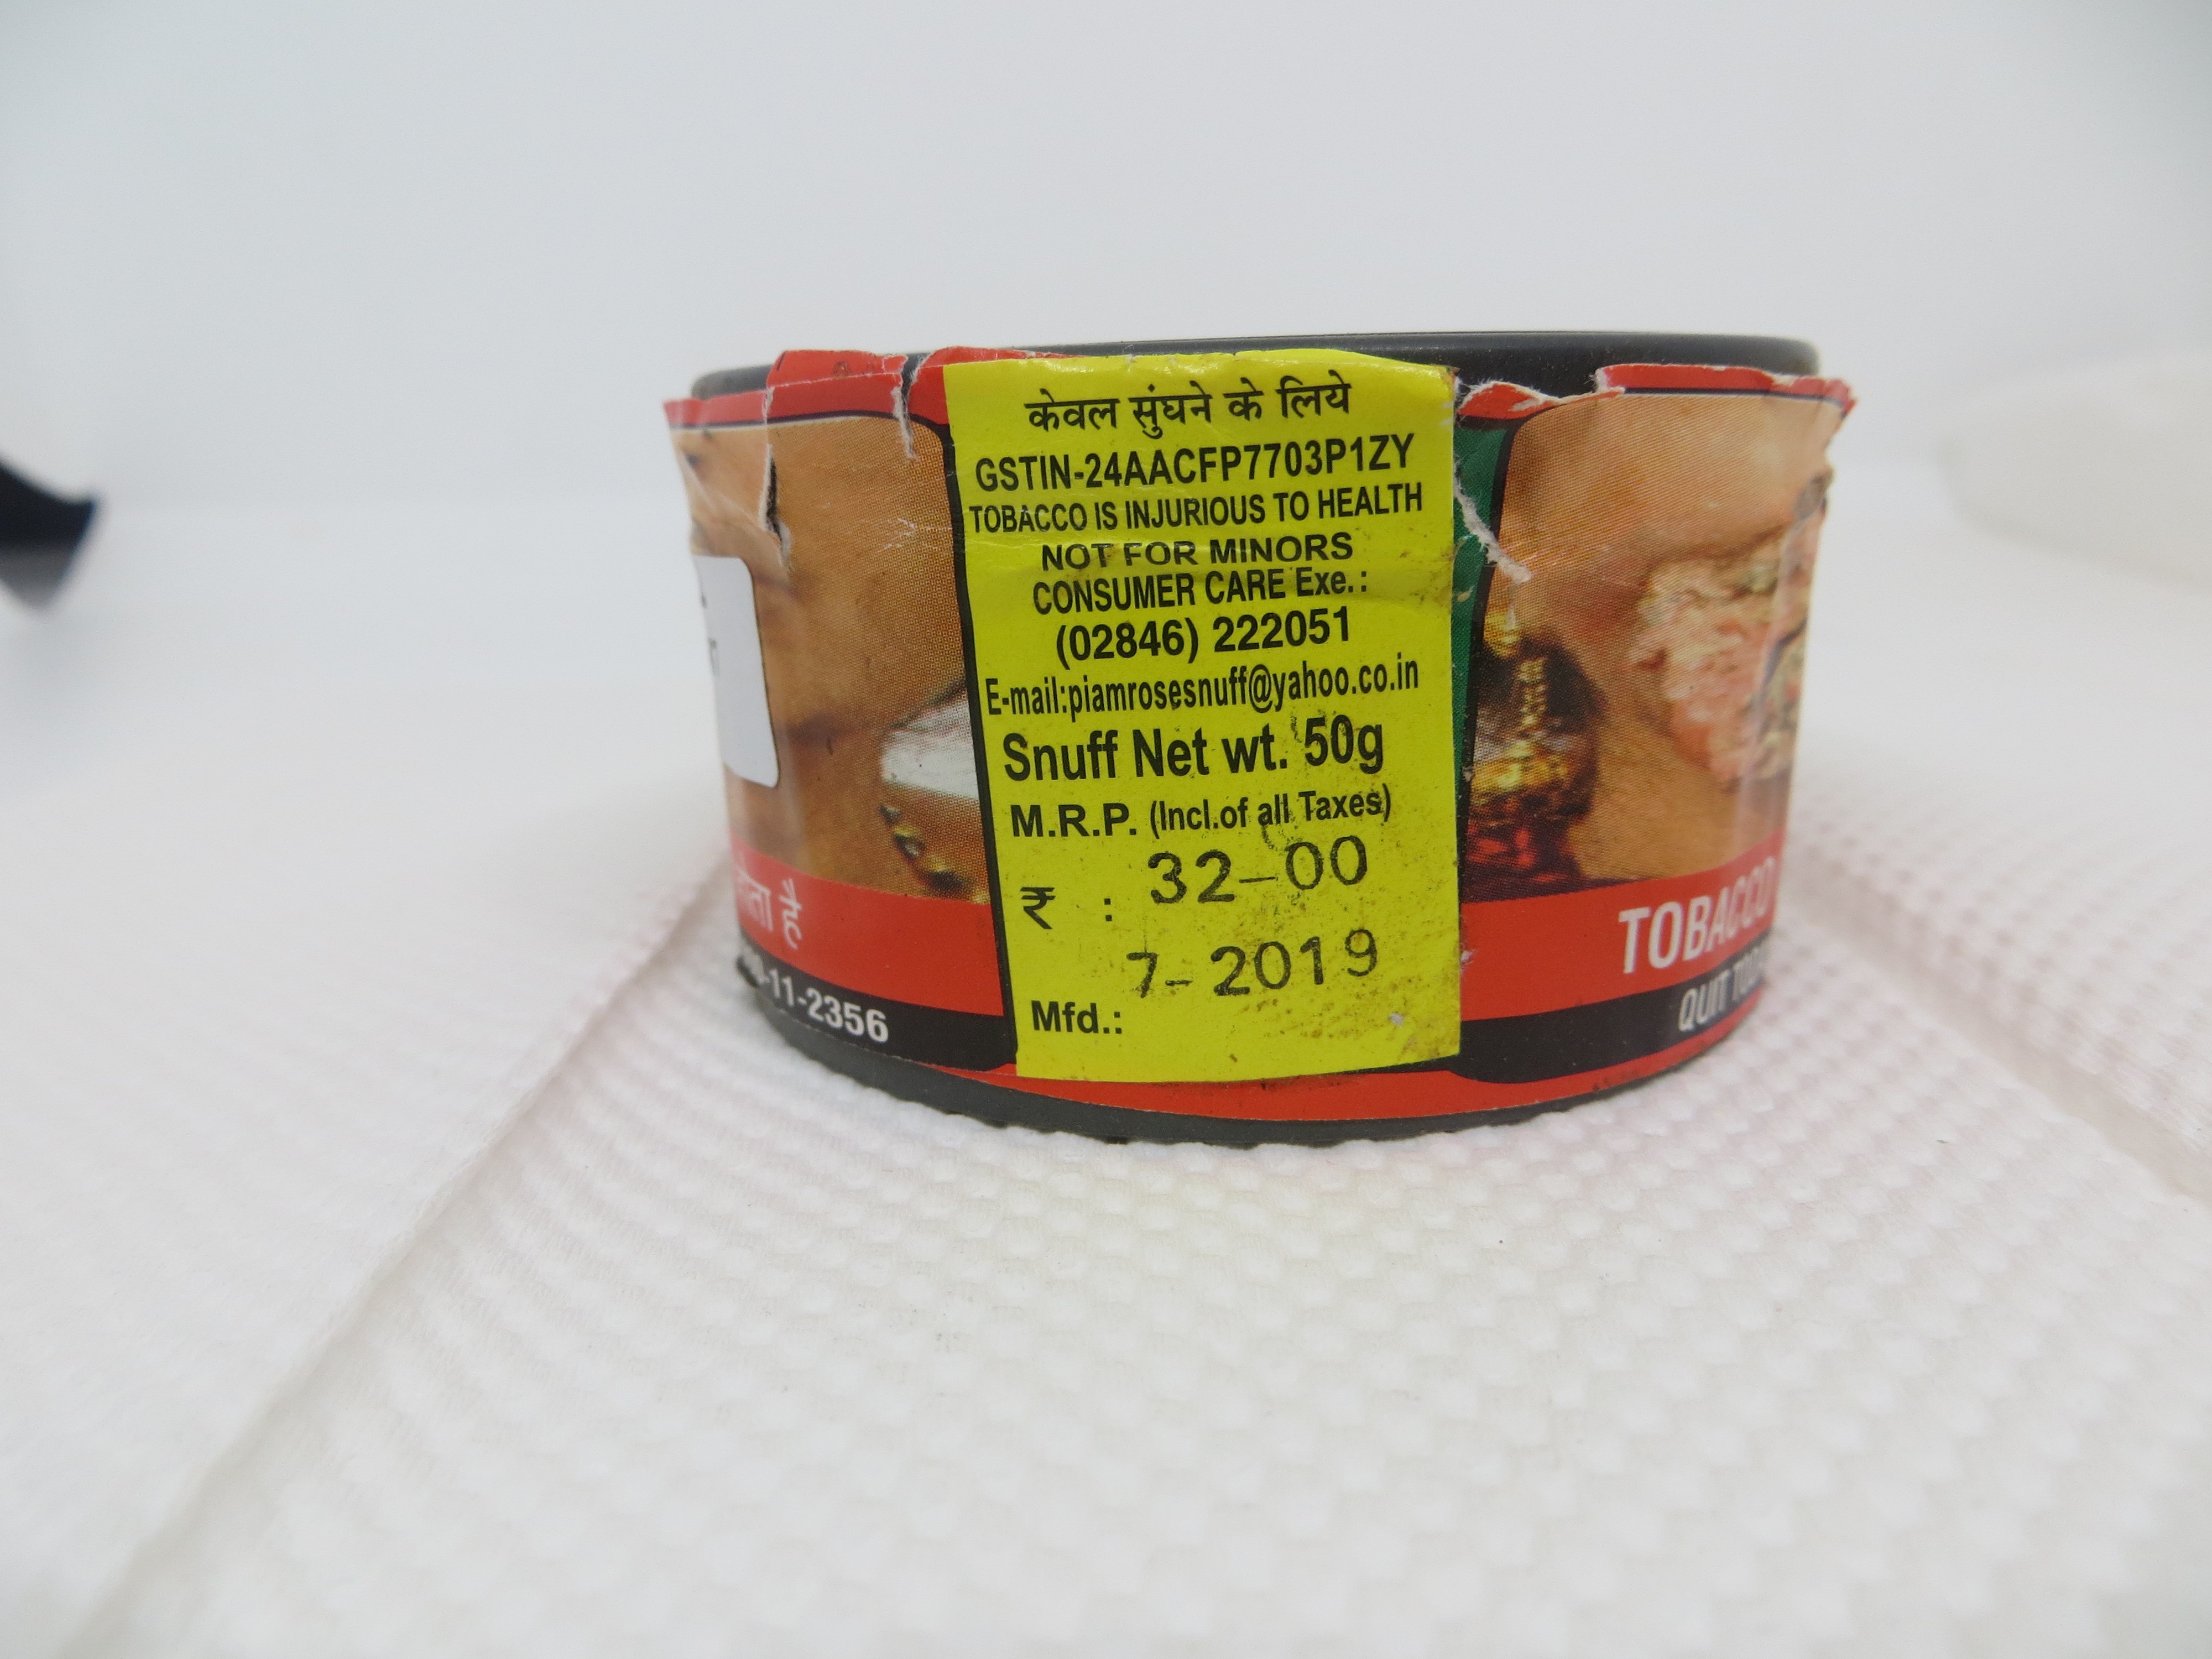 केवल सुंघने के लिये
GSTIN-24AACFP7703P1ZY
TOBACCO IS INJURIOUS TO HEALTH
NOT FOR MINORS
CONSUMER CARE Exe.:
(02846) 222051
E-mail:piamrosesnuff@yahoo.co.in
Snuff Net wt. 50g
M.R.P. (Incl.of all Taxes)
₹ : 32-00
7-2019
Mfd.:
है
-11-2356
TOBACCO
QUIT